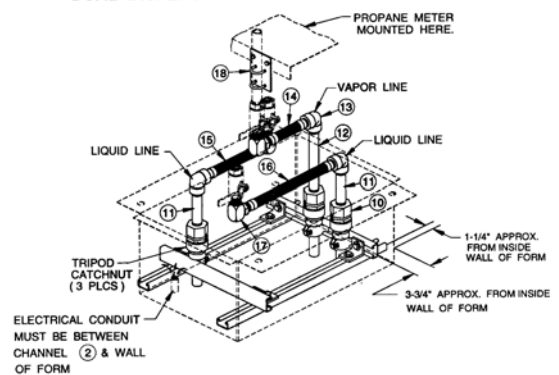 PROPANE METER
MOUNTED HERE.
18
14
VAPOR LINE
13
12
15
LIQUID LINE
LIQUID LINE
16
11
11
10
17
1-1/4" APPROX.
FROM INSIDE
WALL OF FORM
TRIPOD
CATCHNUT
( 3 PLCS )
3-3/4" APPROX. FROM INSIDE
WALL OF FORM
ELECTRICAL CONDUIT
MUST BE BETWEEN
CHANNEL 2 & WALL
OF FORM